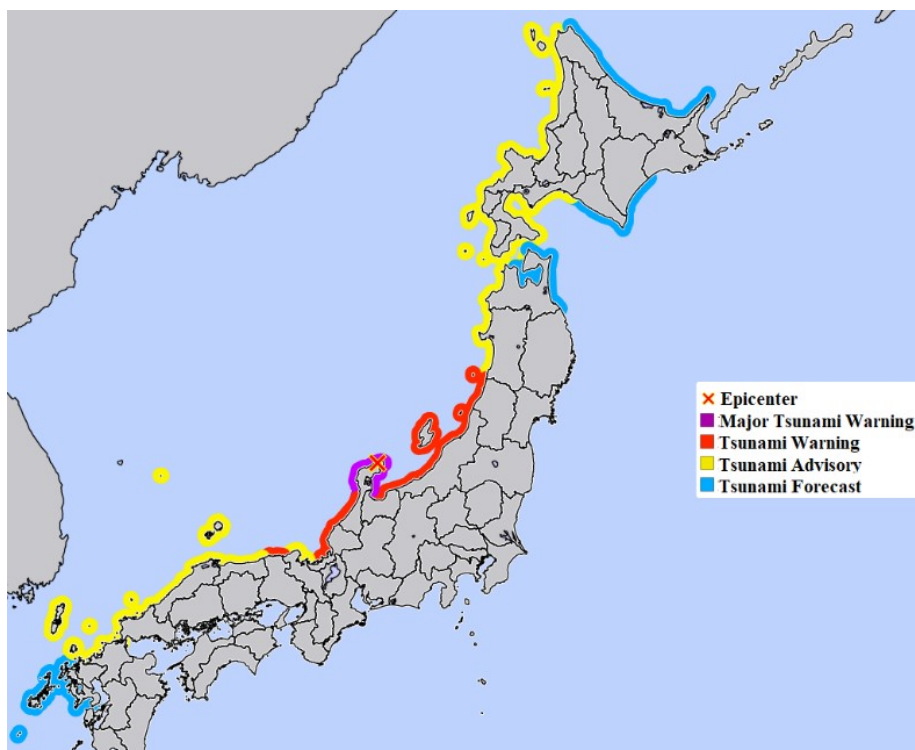 Epicenter
Major Tsunami Warning
Tsunami Warning
Tsunami Advisory
Tsunami Forecast